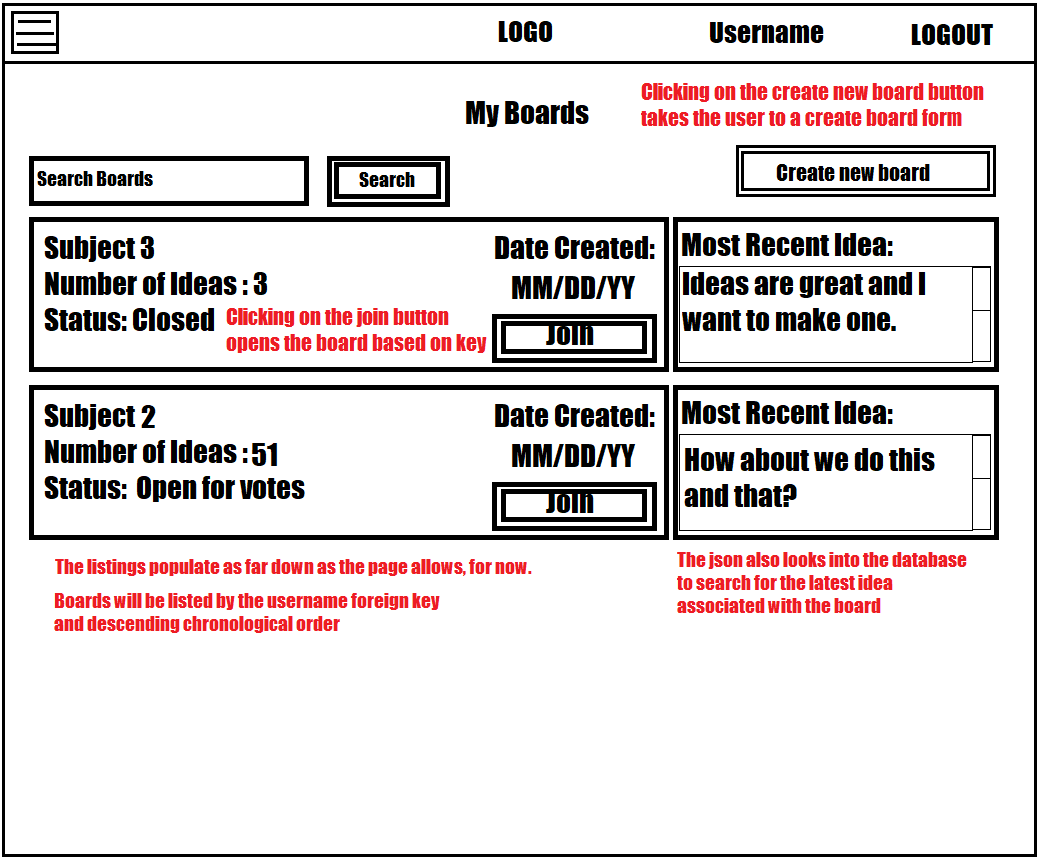 LOGO Username LOGOUT
My Boards
Clicking on the create new board button
takes the user to a create board form
Search Boards
Search
Create new board
Subject 3
Number of Ideas : 3
Status: Closed
Clicking on the join button
opens the board based on key
Date Created:
MM/DD/YY
Join
Most Recent Idea:
Ideas are great and I
want to make one.
Subject 2
Number of Ideas : 51
Status: Open for votes
Date Created:
MM/DD/YY
Join
Most Recent Idea:
How about we do this
and that?
The listings populate as far down as the page allows, for now.
Boards will be listed by the username foreign key
and descending chronological order
The json also looks into the database
to search for the latest idea
associated with the board